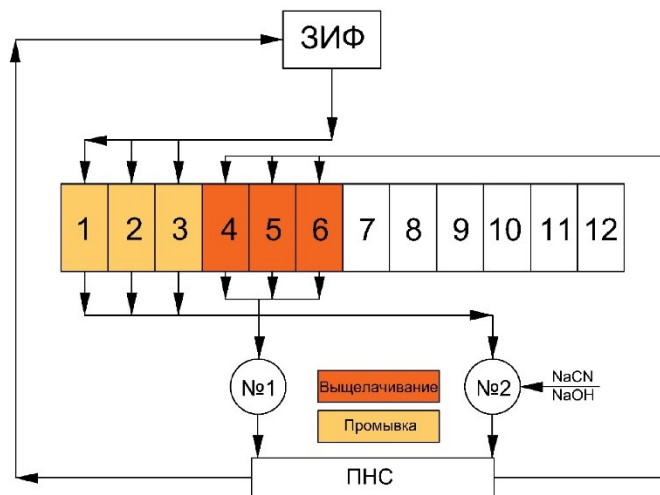 ЗИФ
1 2 3 4 5 6 7 8 9 10 11 12
№1
Выщелачивание
Промывка
№2
NaCN
NaOH
ПНС